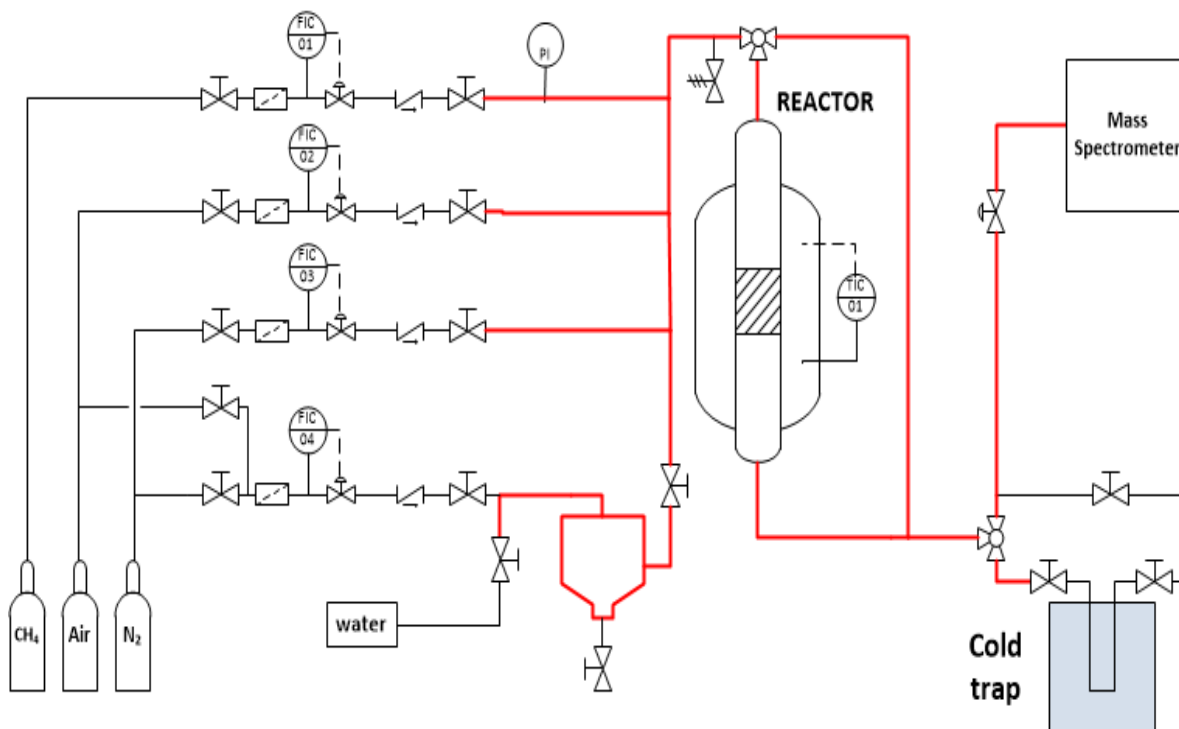 FIC
01
PI
FIC
02
REACTOR
Mass
Spectrometer
FIC
03
TIC
01
FIC
04
CH₄
Air
N₂
water
Cold
trap